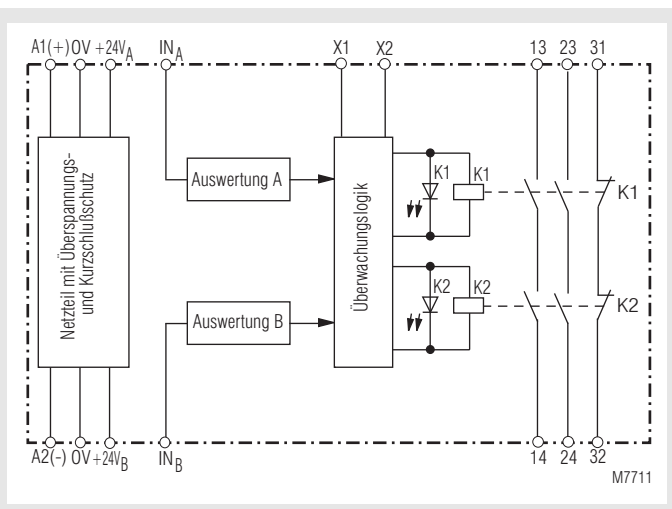 A1(+) 0V +24VA INA X1 X2 13 23 31
Netzteil mit Überspannungs-
und Kurzschlußschutz
Auswertung A
Überwachungslogik
K1 K1
K1
Auswertung B
K2 K2
K2
A2(-) 0V +24VB INB 14 24 32
M7711